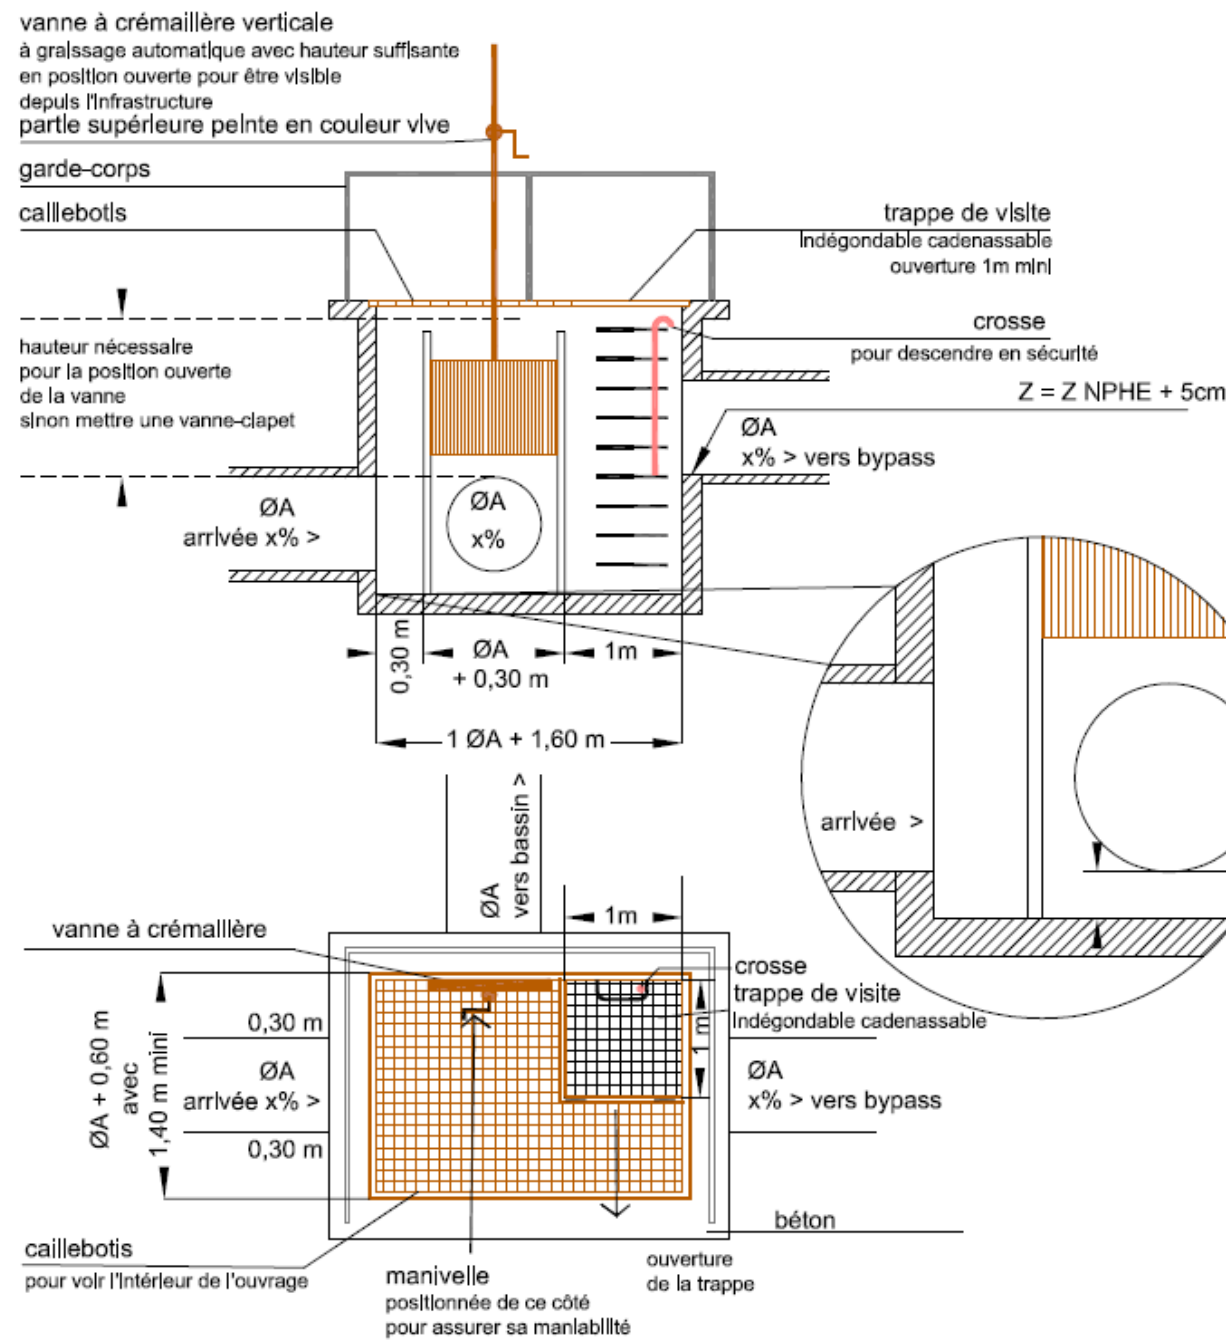 vanne à crémaillère verticale
à graissage automatique avec hauteur suffisante
en position ouverte pour être visible
depuis l'infrastructure
partie supérieure peinte en couleur vive
garde-corps
caillebotis
trappe de visite
indégondable cadenassable
ouverture 1m mini
crosse
pour descendre en sécurité
hauteur nécessaire
pour la position ouverte
de la vanne
sinon mettre une vanne-clapet
Z = Z NPHE + 5cm
ØA
x% > vers bypass
ØA
arrivée x% >
ØA
x%
0,30 m
ØA
+ 0,30 m
1m
1 ØA + 1,60 m
arrivée >
ØA
vers bassin >
1m
vanne à crémaillère
crosse
trappe de visite
indégondable cadenassable
1 m
ØA + 0,60 m
avec
1,40 m mini
0,30 m
ØA
arrivée x% >
0,30 m
ØA
x% > vers bypass
béton
caillebotis
pour voir l'intérieur de l'ouvrage
manivelle
positionnée de ce côté
pour assurer sa maniabilité
ouverture
de la trappe